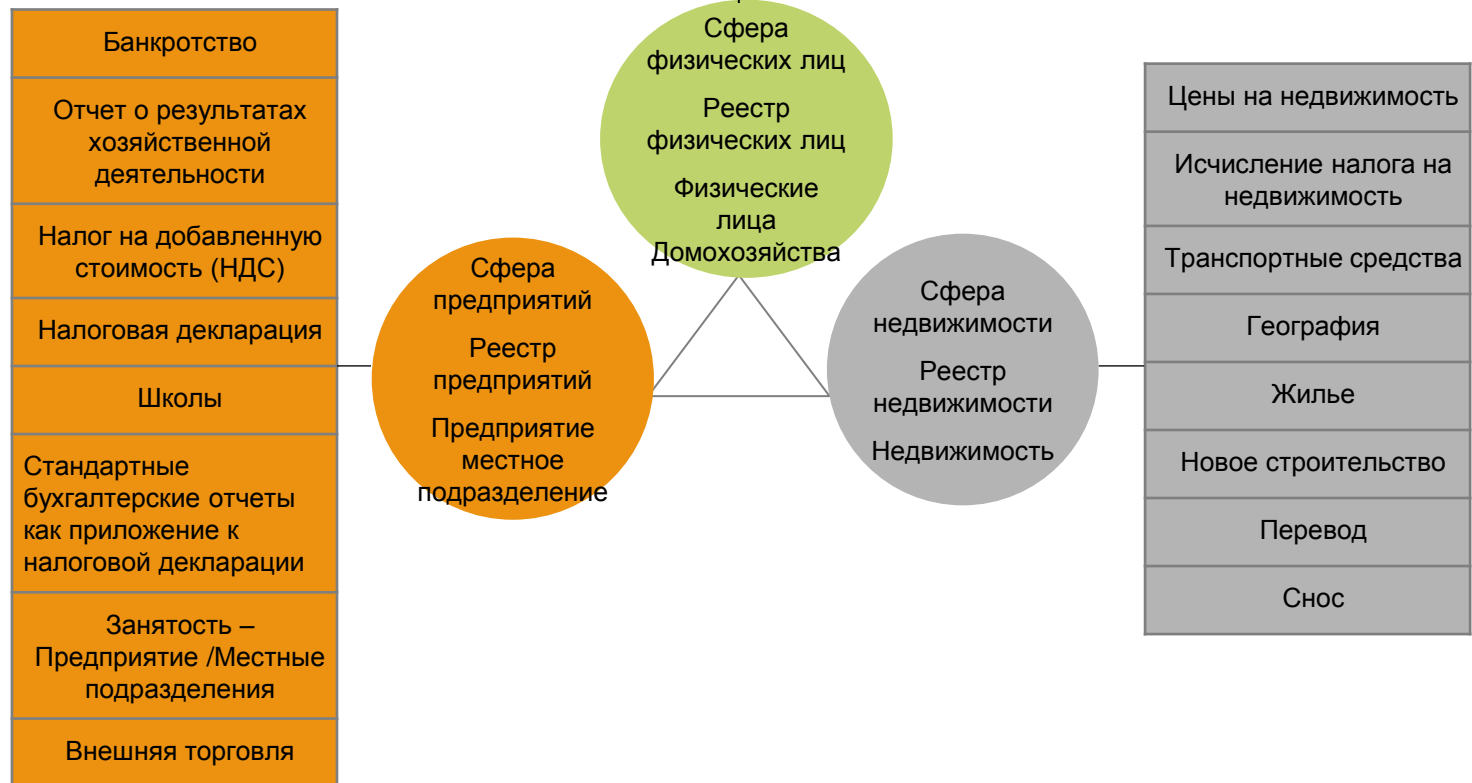 Банкротство
Отчет о результатах
хозяйственной
деятельности
Налог на добавленную
стоимость (НДС)
Налоговая декларация
Школы
Стандартные
бухгалтерские отчеты
как приложение к
налоговой декларации
Занятость –
Предприятие /Местные
подразделения
Внешняя торговля
Сфера
предприятий
Реестр
предприятий
Предприятие
местное
подразделение
Сфера
физических лиц
Реестр
физических лиц
Физические
лица
Домохозяйства
Сфера
недвижимости
Реестр
недвижимости
Недвижимость
Цены на недвижимость
Исчисление налога на
недвижимость
Транспортные средства
География
Жилье
Новое строительство
Перевод
Снос